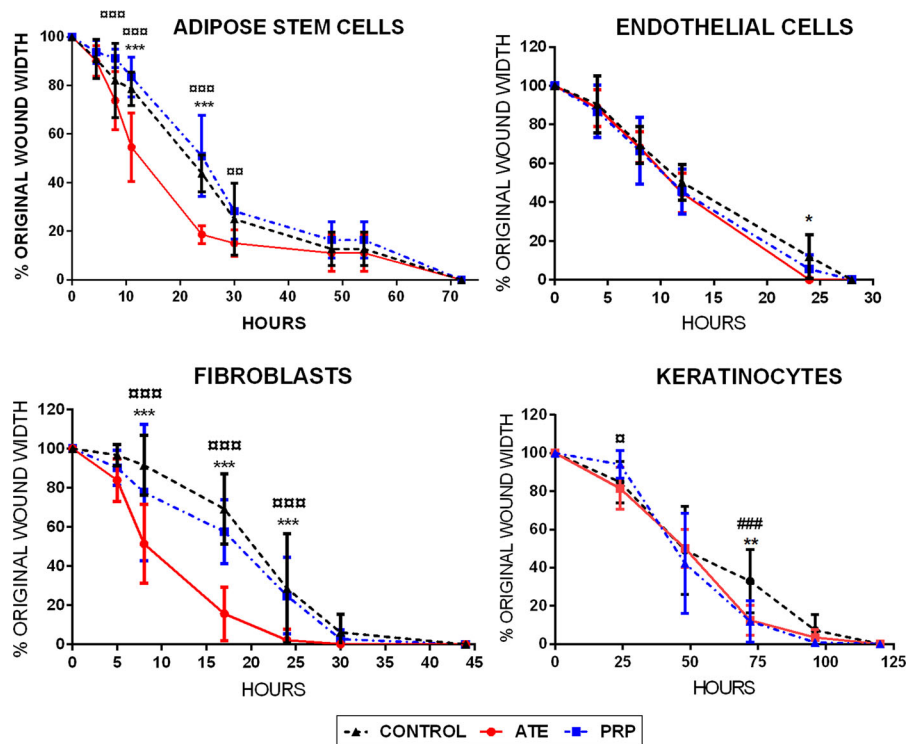 ADIPOSE STEM CELLS
% ORIGINAL WOUND WIDTH
100
80
60
40
20
0
¤¤¤
¤¤¤
***
¤¤¤
***
¤¤
0 10 20 30 40 50 60 70
HOURS
ENDOTHELIAL CELLS
% ORIGINAL WOUND WIDTH
120
100
80
60
40
20
0
*
0 5 10 15 20 25 30
HOURS
FIBROBLASTS
% ORIGINAL WOUND WIDTH
120
100
80
60
40
20
0
¤¤¤
***
¤¤¤
***
¤¤¤
***
0 5 10 15 20 25 30 35 40 45
HOURS
KERATINOCYTES
% ORIGINAL WOUND WIDTH
120
100
80
60
40
20
0
¤
###
**
0 25 50 75 100 125
HOURS
CONTROL ATE PRP